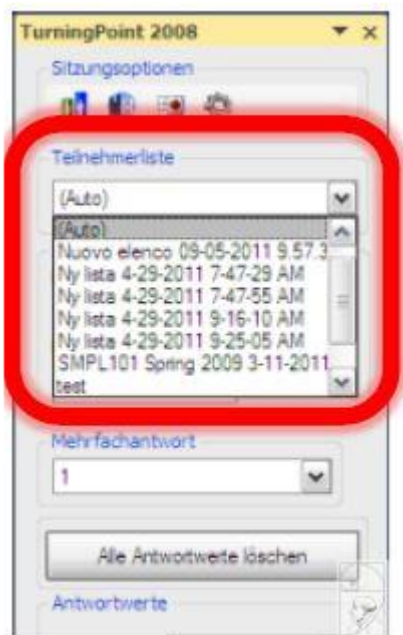 TurningPoint 2008
Sitzungsoptionen
Teilnehmerliste
(Auto)
(Auto)
Nuovo elenco 09-05-2011 9.57.3
Ny lista 4-29-2011 7-47-29 AM
Ny lista 4-29-2011 7-47-55 AM
Ny lista 4-29-2011 9-16-10 AM
Ny lista 4-29-2011 9-25-05 AM
SMPL101 Spring 2009 3-11-2011
test
Mehrfachantwort
1
Alle Antwortwerte löschen
Antwortwerte